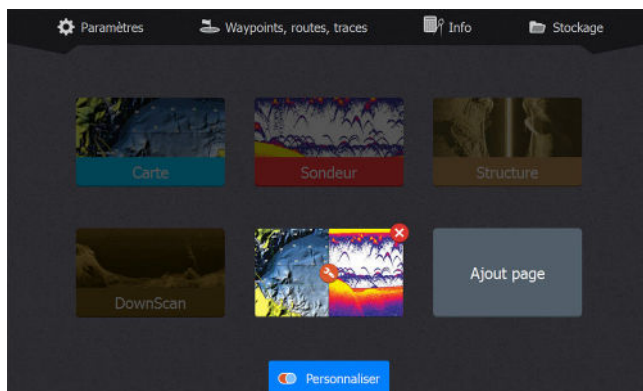 Paramètres
Waypoints, routes, traces
Info
Stockage
Carte
Sondeur
Structure
DownScan
Ajout page
Personnaliser